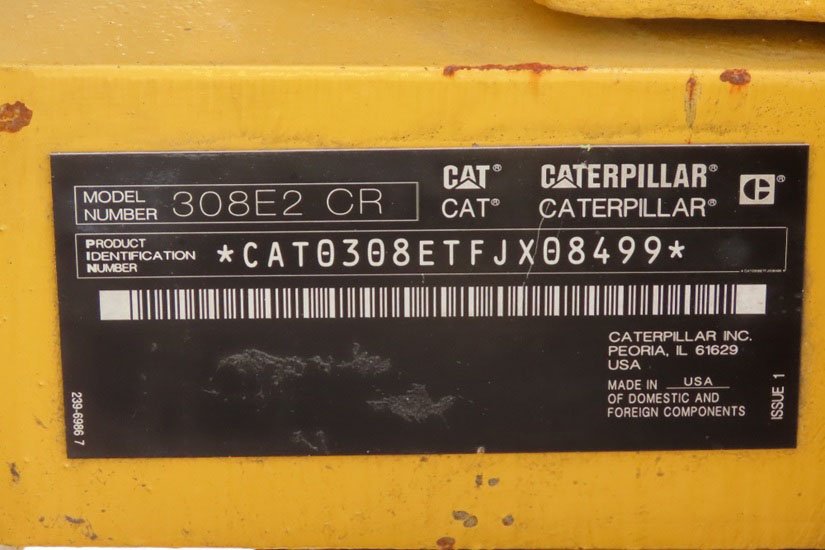 MODEL NUMBER 308E2 CR
CAT® CATERPILLAR®
CAT® CATERPILLAR®
PRODUCT
IDENTIFICATION
NUMBER
*CAT0308ETFJX08499*
CATERPILLAR INC.
PEORIA, IL 61629
USA
MADE IN USA
OF DOMESTIC AND
FOREIGN COMPONENTS
239-6986 7
ISSUE 1